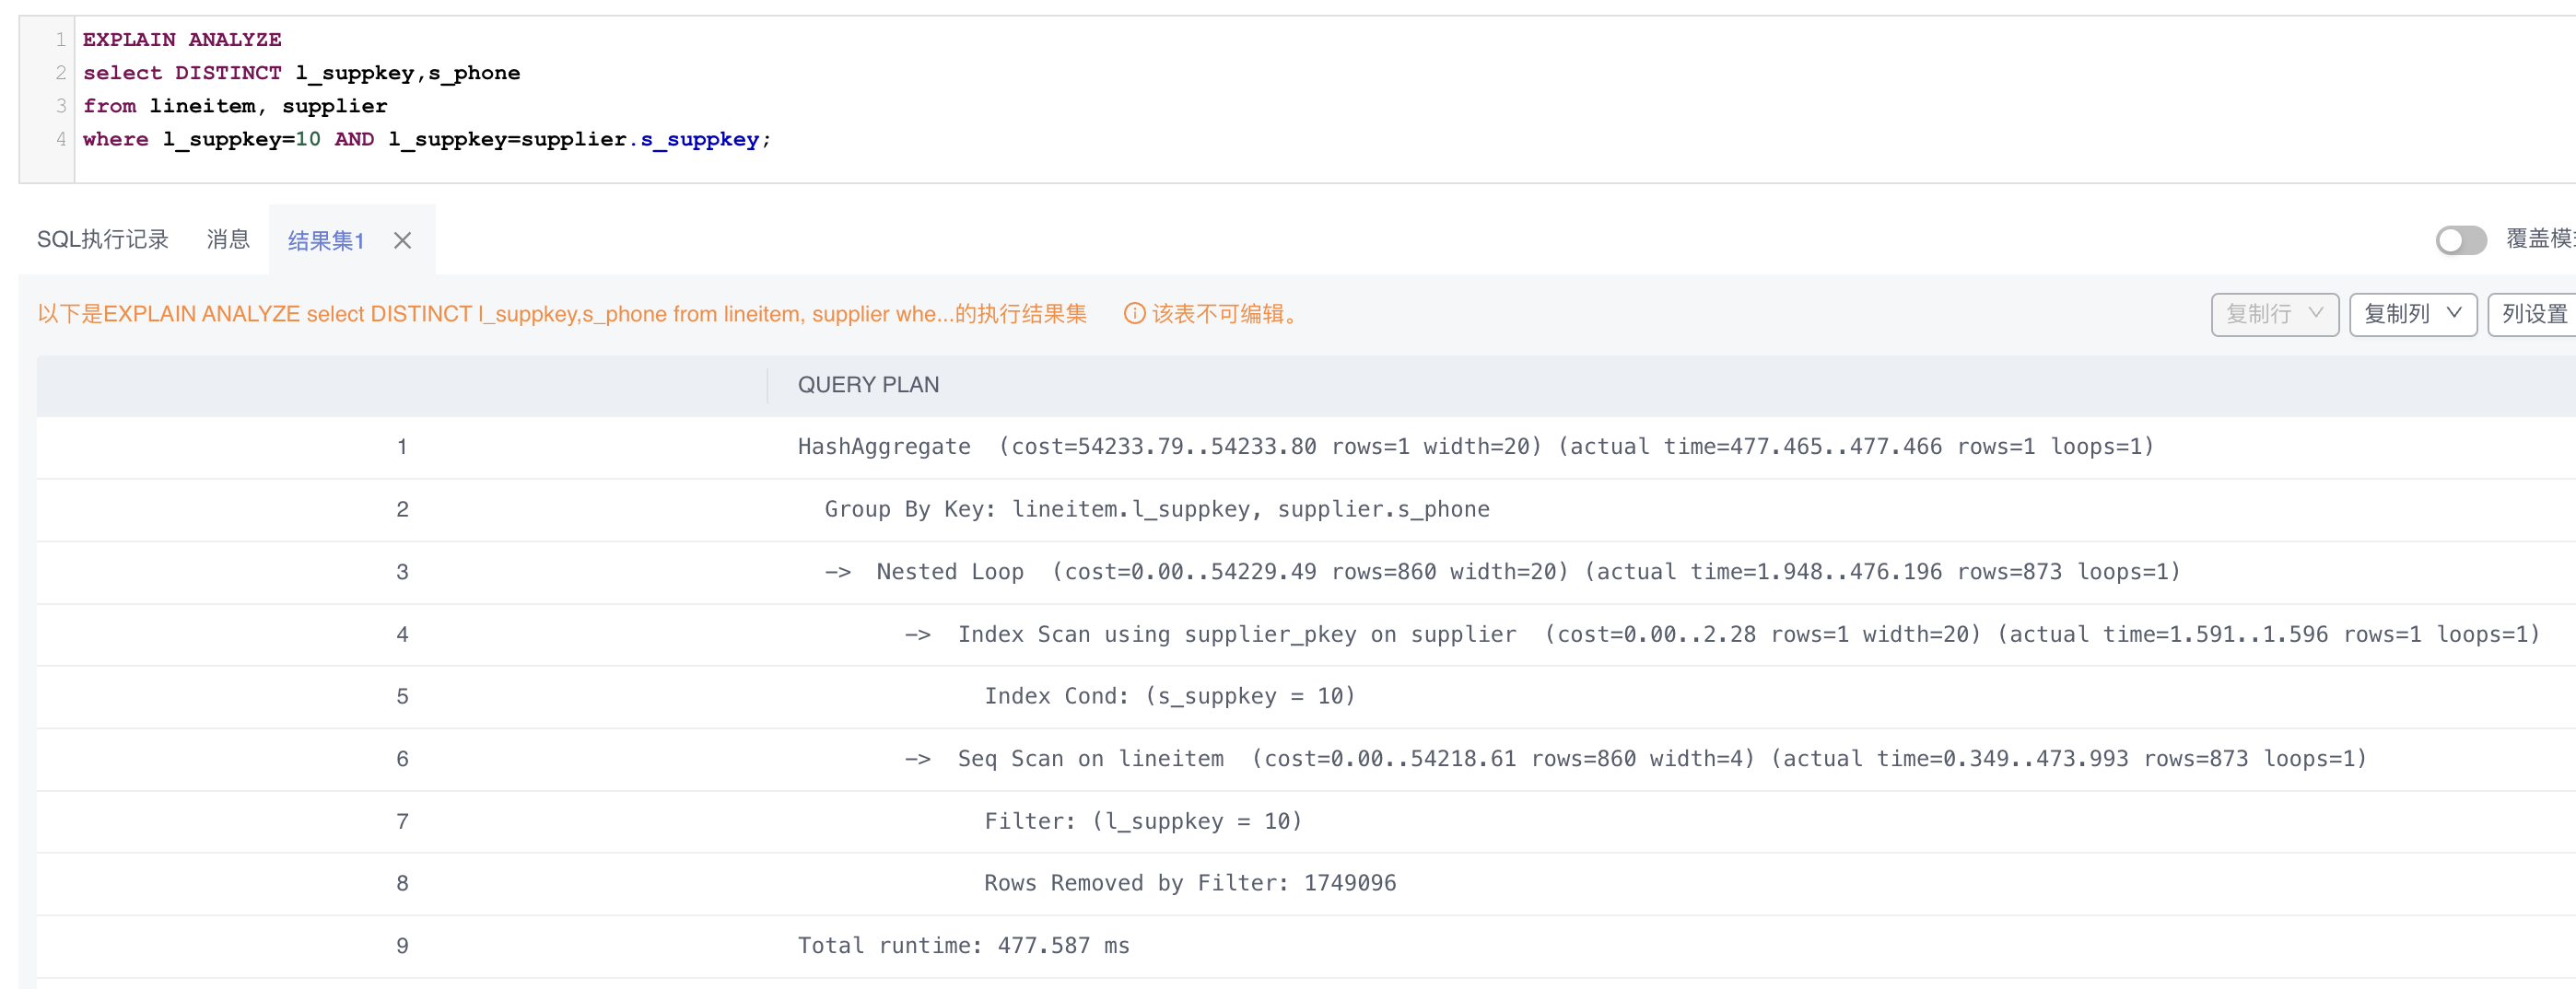 1 EXPLAIN ANALYZE
2 select DISTINCT l_suppkey,s_phone
3 from lineitem, supplier
4 where l_suppkey=10 AND l_suppkey=supplier.s_suppkey;
SQL执行记录 消息 结果集1 覆盖模
以下是EXPLAIN ANALYZE select DISTINCT l_suppkey,s_phone from lineitem, supplier whe...的执行结果集 该表不可编辑。 复制行 复制列 列设置
QUERY PLAN
1 HashAggregate (cost=54233.79..54233.80 rows=1 width=20) (actual time=477.465..477.466 rows=1 loops=1)
2 Group By Key: lineitem.l_suppkey, supplier.s_phone
3 -> Nested Loop (cost=0.00..54229.49 rows=860 width=20) (actual time=1.948..476.196 rows=873 loops=1)
4 -> Index Scan using supplier_pkey on supplier (cost=0.00..2.28 rows=1 width=20) (actual time=1.591..1.596 rows=1 loops=1)
5 Index Cond: (s_suppkey = 10)
6 -> Seq Scan on lineitem (cost=0.00..54218.61 rows=860 width=4) (actual time=0.349..473.993 rows=873 loops=1)
7 Filter: (l_suppkey = 10)
8 Rows Removed by Filter: 1749096
9 Total runtime: 477.587 ms